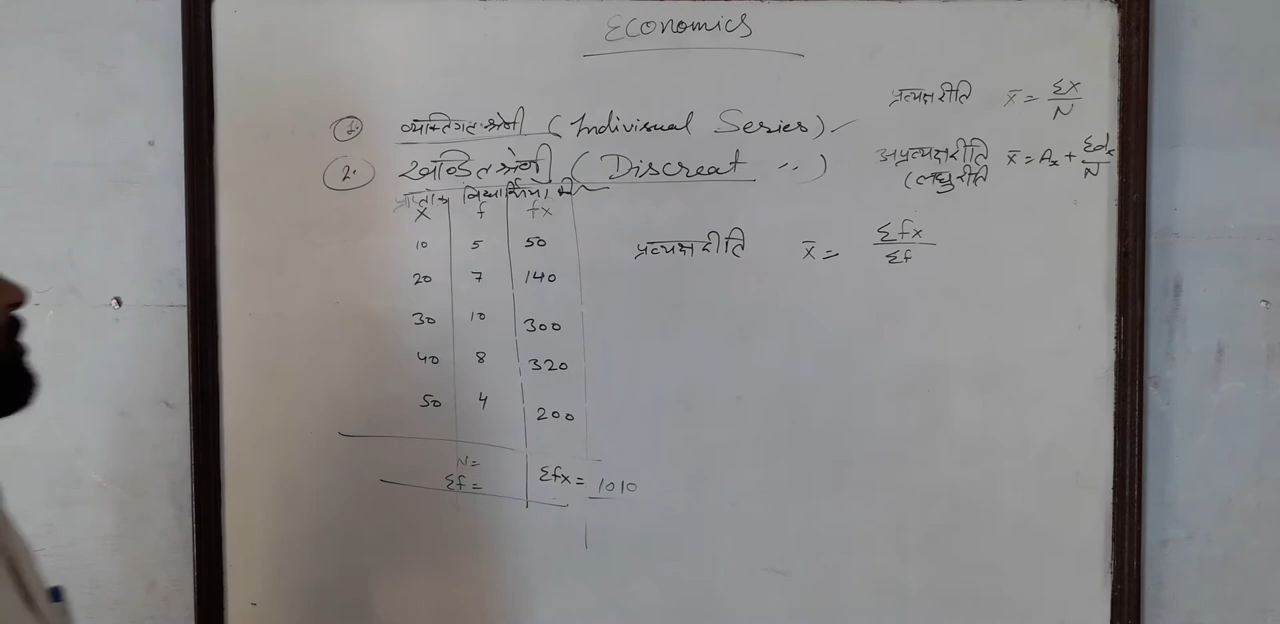 Economics
1. व्यक्तिगत श्रेणी (Indivisual Series)
2. खण्डित श्रेणी (Discreat ,,)
प्रत्यक्ष रीति x̄ = Σx/N
अप्रत्यक्ष रीति x̄ = Ax + Σdx/N
(लघु रीति
प्राप्तांक
x f fx
10 5 50
20 7 140
30 10 300
40 8 320
50 4 200
N=
Σf = Σfx = 1010
प्रत्यक्ष रीति x̄ = Σfx/Σf